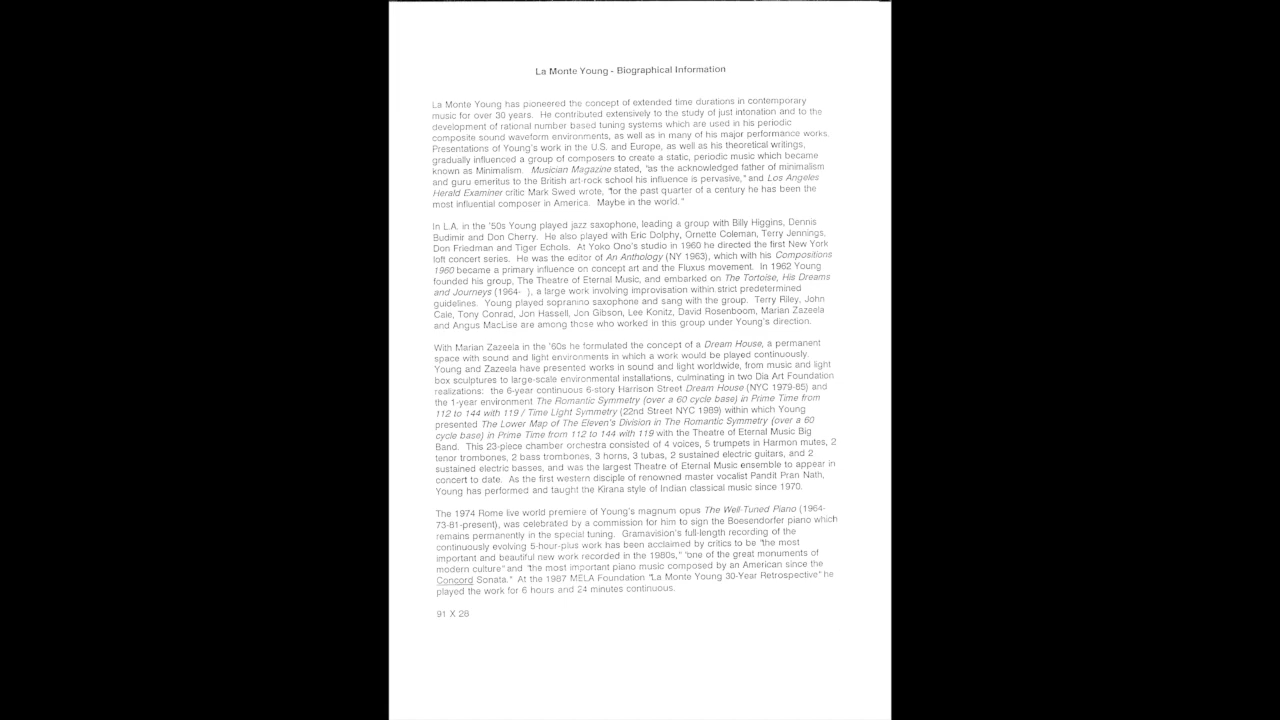 La Monte Young - Biographical Information
La Monte Young has pioneered the concept of extended time durations in contemporary
music for over 30 years. He contributed extensively to the study of just intonation and to the
development of rational number based tuning systems which are used in his periodic
composite sound waveform environments, as well as in many of his major performance works.
Presentations of Young's work in the U.S. and Europe, as well as his theoretical writings,
gradually influenced a group of composers to create a static, periodic music which became
known as Minimalism. Musician Magazine stated, "as the acknowledged father of minimalism
and guru emeritus to the British art-rock school his influence is pervasive," and Los Angeles
Herald Examiner critic Mark Swed wrote, "for the past quarter of a century he has been the
most influential composer in America. Maybe in the world."
In L.A. in the '50s Young played jazz saxophone, leading a group with Billy Higgins, Dennis
Budimir and Don Cherry. He also played with Eric Dolphy, Ornette Coleman, Terry Jennings,
Don Friedman and Tiger Echols. At Yoko Ono's studio in 1960 he directed the first New York
loft concert series. He was the editor of An Anthology (NY 1963), which with his Compositions
1960 became a primary influence on concept art and the Fluxus movement. In 1962 Young
founded his group, The Theatre of Eternal Music, and embarked on The Tortoise, His Dreams
and Journeys (1964- ), a large work involving improvisation within strict predetermined
guidelines. Young played sopranino saxophone and sang with the group. Terry Riley, John
Cale, Tony Conrad, Jon Hassell, Jon Gibson, Lee Konitz, David Rosenboom, Marian Zazeela
and Angus MacLise are among those who worked in this group under Young's direction.
With Marian Zazeela in the '60s he formulated the concept of a Dream House, a permanent
space with sound and light environments in which a work would be played continuously.
Young and Zazeela have presented works in sound and light worldwide, from music and light
box sculptures to large-scale environmental installations, culminating in two Dia Art Foundation
realizations: the 6-year continuous 6-story Harrison Street Dream House (NYC 1979-85) and
the 1-year environment The Romantic Symmetry (over a 60 cycle base) in Prime Time from
112 to 144 with 119 / Time Light Symmetry (22nd Street NYC 1989) within which Young
presented The Lower Map of The Eleven's Division in The Romantic Symmetry (over a 60
cycle base) in Prime Time from 112 to 144 with 119 with the Theatre of Eternal Music Big
Band. This 23-piece chamber orchestra consisted of 4 voices, 5 trumpets in Harmon mutes, 2
tenor trombones, 2 bass trombones, 3 horns, 3 tubas, 2 sustained electric guitars, and 2
sustained electric basses, and was the largest Theatre of Eternal Music ensemble to appear in
concert to date. As the first western disciple of renowned master vocalist Pandit Pran Nath,
Young has performed and taught the Kirana style of Indian classical music since 1970.
The 1974 Rome live world premiere of Young's magnum opus The Well-Tuned Piano (1964-
73-81-present), was celebrated by a commission for him to sign the Boesendorfer piano which
remains permanently in the special tuning. Gramavision's full-length recording of the
continuously evolving 5-hour-plus work has been acclaimed by critics to be "the most
important and beautiful new work recorded in the 1980s," "one of the great monuments of
modern culture" and "the most important piano music composed by an American since the
Concord Sonata." At the 1987 MELA Foundation "La Monte Young 30-Year Retrospective" he
played the work for 6 hours and 24 minutes continuous.
91 X 28